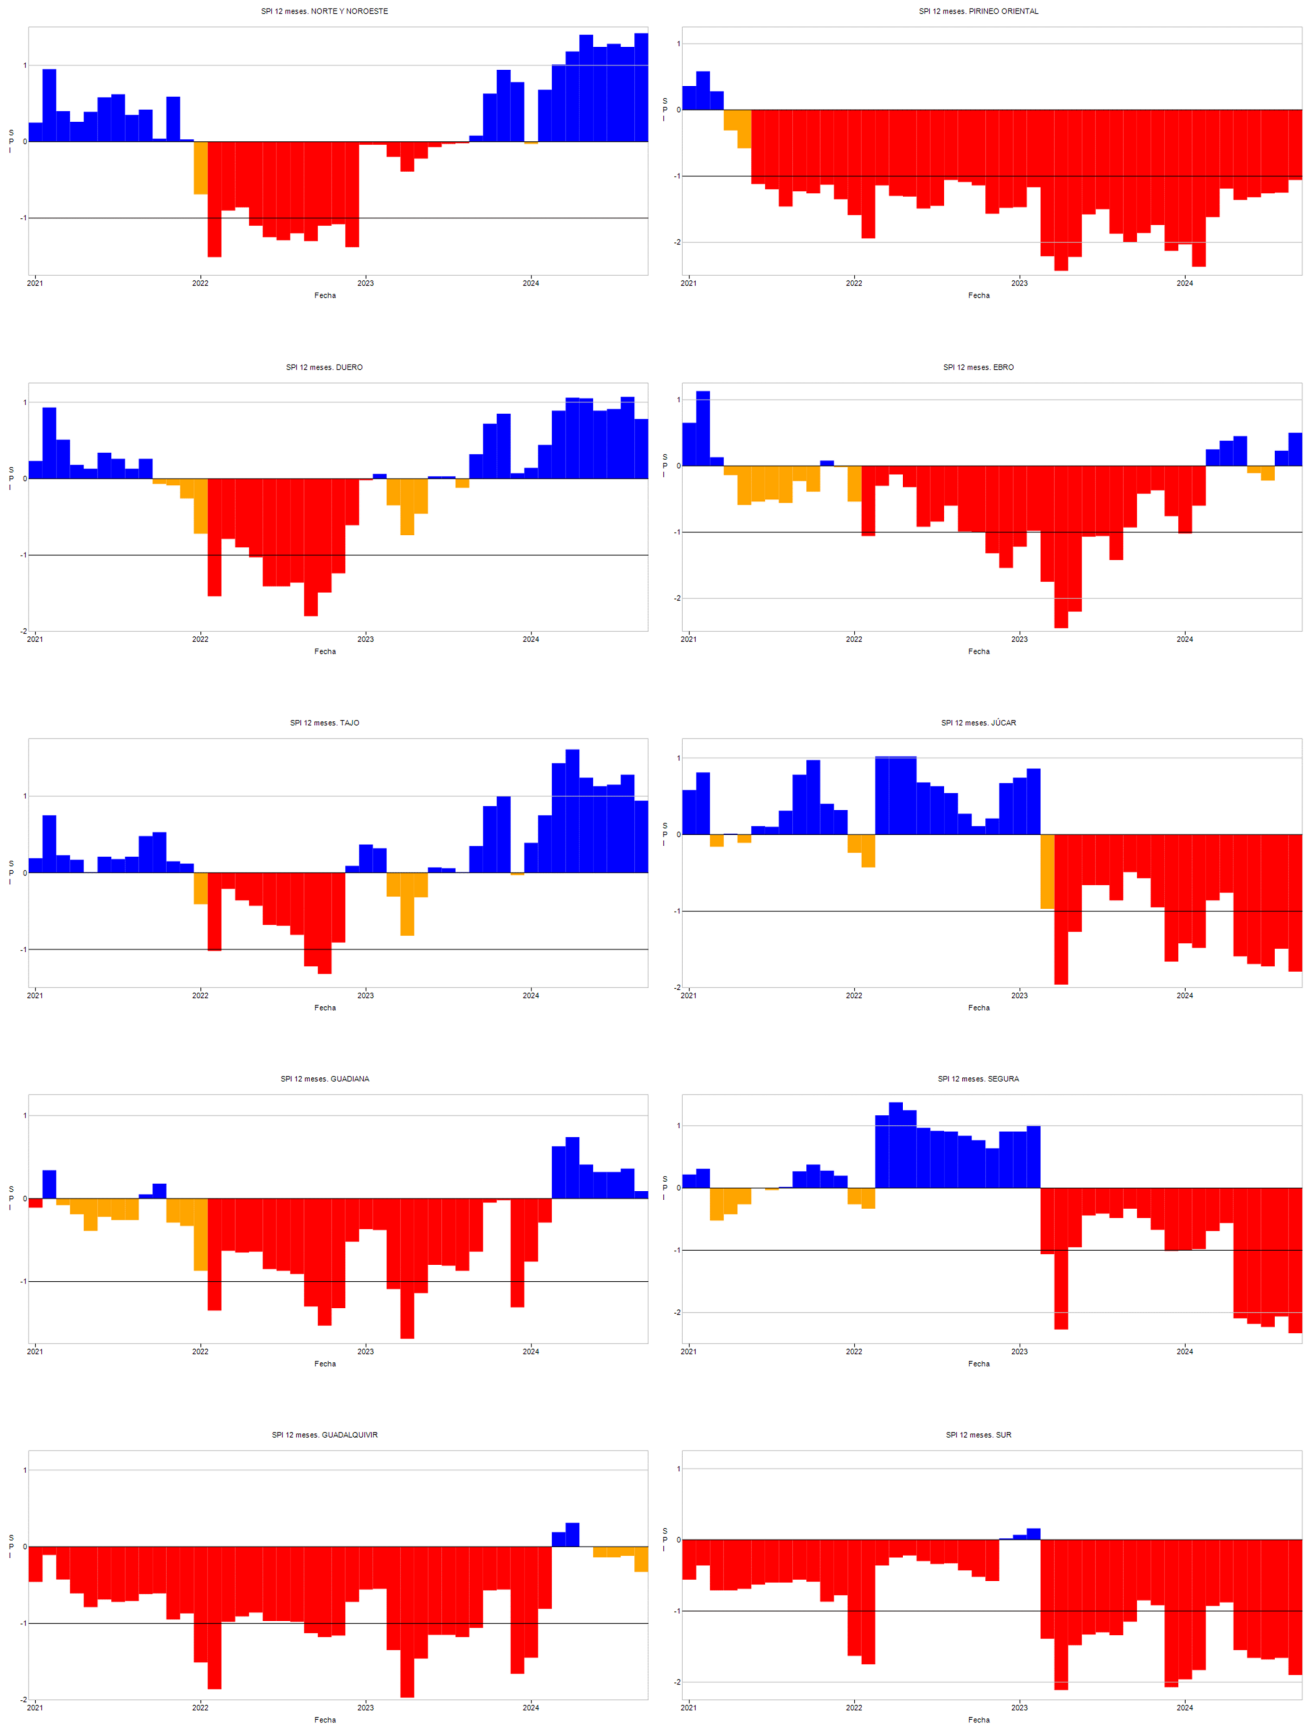 SPI 12 meses. NORTE Y NOROESTE
1
0
-1
S
P
I
2021 2022 2023 2024
Fecha
SPI 12 meses. PIRINEO ORIENTAL
1
0
-1
-2
S
P
I
2021 2022 2023 2024
Fecha
SPI 12 meses. DUERO
1
0
-1
-2
S
P
I
2021 2022 2023 2024
Fecha
SPI 12 meses. EBRO
1
0
-1
-2
S
P
I
2021 2022 2023 2024
Fecha
SPI 12 meses. TAJO
1
0
-1
S
P
I
2021 2022 2023 2024
Fecha
SPI 12 meses. JÚCAR
1
0
-1
-2
S
P
I
2021 2022 2023 2024
Fecha
SPI 12 meses. GUADIANA
1
0
-1
S
P
I
2021 2022 2023 2024
Fecha
SPI 12 meses. SEGURA
1
0
-1
-2
S
P
I
2021 2022 2023 2024
Fecha
SPI 12 meses. GUADALQUIVIR
1
0
-1
-2
S
P
I
2021 2022 2023 2024
Fecha
SPI 12 meses. SUR
1
0
-1
-2
S
P
I
2021 2022 2023 2024
Fecha